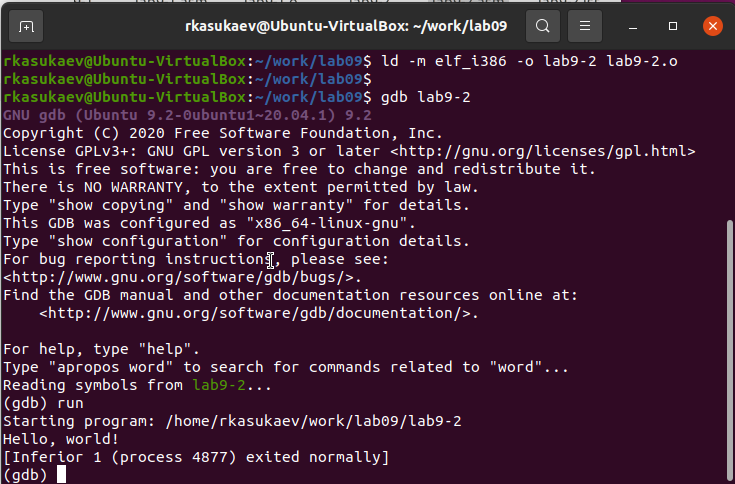 rkasukaev@Ubuntu-VirtualBox: ~/work/lab09
rkasukaev@Ubuntu-VirtualBox:~/work/lab09$ ld -m elf_i386 -o lab9-2 lab9-2.o
rkasukaev@Ubuntu-VirtualBox:~/work/lab09$
rkasukaev@Ubuntu-VirtualBox:~/work/lab09$ gdb lab9-2
GNU gdb (Ubuntu 9.2-0ubuntu1~20.04.1) 9.2
Copyright (C) 2020 Free Software Foundation, Inc.
License GPLv3+: GNU GPL version 3 or later <http://gnu.org/licenses/gpl.html>
This is free software: you are free to change and redistribute it.
There is NO WARRANTY, to the extent permitted by law.
Type "show copying" and "show warranty" for details.
This GDB was configured as "x86_64-linux-gnu".
Type "show configuration" for configuration details.
For bug reporting instructions, please see:
<http://www.gnu.org/software/gdb/bugs/>.
Find the GDB manual and other documentation resources online at:
    <http://www.gnu.org/software/gdb/documentation/>.

For help, type "help".
Type "apropos word" to search for commands related to "word"...
Reading symbols from lab9-2...
(gdb) run
Starting program: /home/rkasukaev/work/lab09/lab9-2
Hello, world!
[Inferior 1 (process 4877) exited normally]
(gdb)